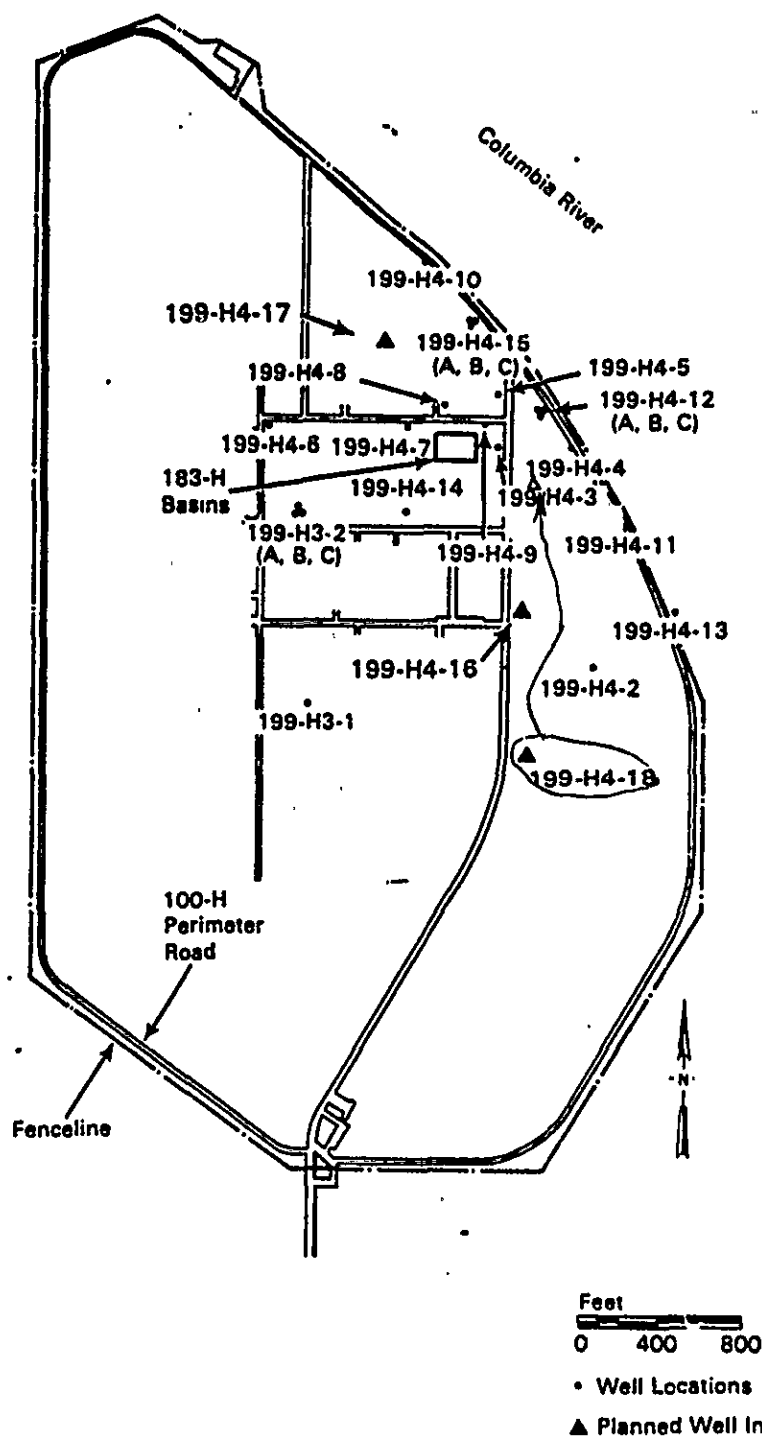 Columbia River
199-H4-10
199-H4-17
199-H4-15
(A, B, C)
199-H4-5
199-H4-8
199-H4-12
(A, B, C)
199-H4-6
199-H4-7
199-H4-4
183-H
Basins
199-H4-14
199-H4-3
199-H3-2
(A, B, C)
199-H4-9
199-H4-11
199-H4-13
199-H4-16
199-H4-2
199-H3-1
199-H4-18
100-H
Perimeter
Road
N
Fenceline
Feet
0 400 800
• Well Locations
▲ Planned Well In